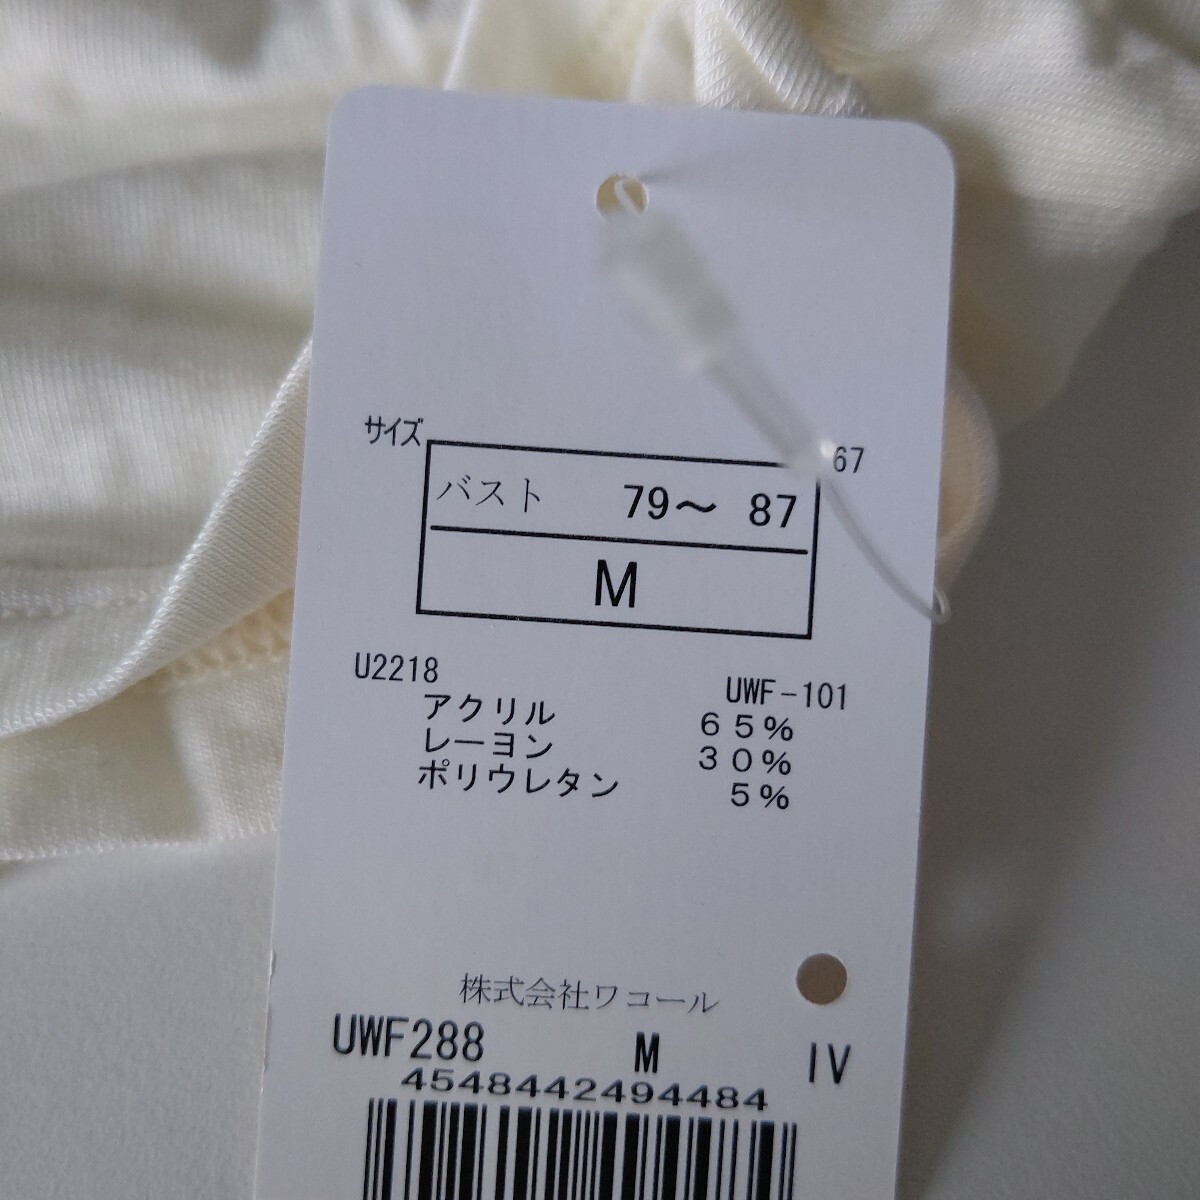 サイズ
67
バスト 79～ 87
M
U2218
UWF-101
アクリル 65%
レーヨン 30%
ポリウレタン 5%
株式会社ワコール
UWF288 M IV
4548442494484